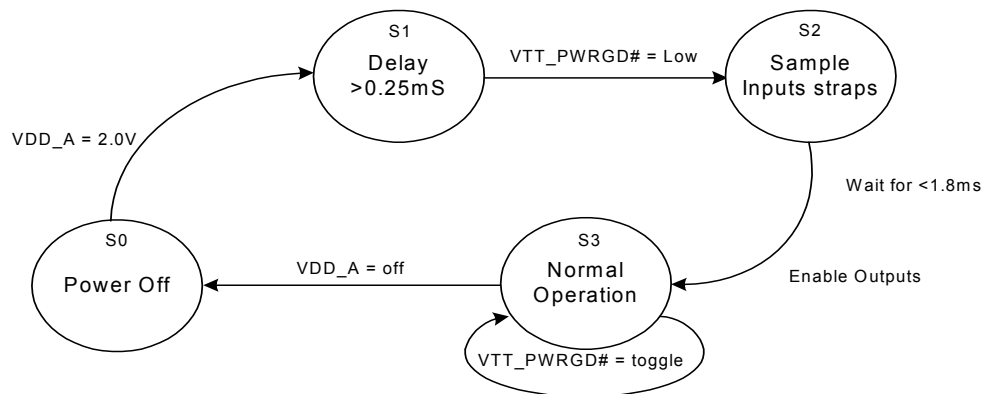 S1
Delay
>0.25mS
VTT_PWRGD# = Low
S2
Sample
Inputs straps
VDD_A = 2.0V
Wait for <1.8ms
S0
Power Off
VDD_A = off
S3
Normal
Operation
Enable Outputs
VTT_PWRGD# = toggle